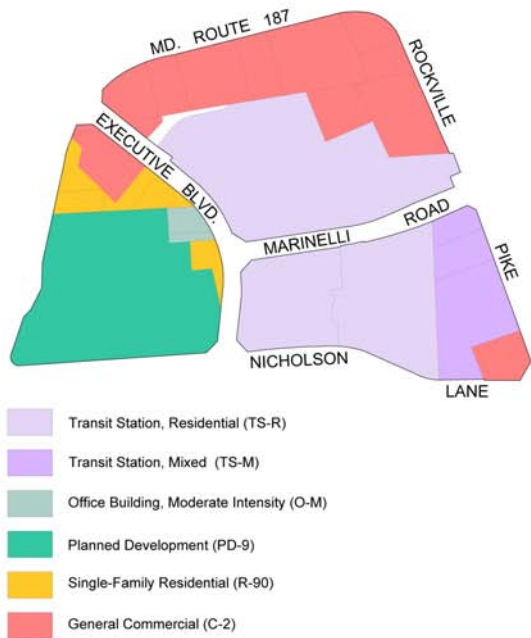 MD. ROUTE 187
ROCKVILLE
EXECUTIVE BLVD.
MARINELLI
ROAD
PIKE
NICHOLSON
LANE
Transit Station, Residential (TS-R)
Transit Station, Mixed (TS-M)
Office Building, Moderate Intensity (O-M)
Planned Development (PD-9)
Single-Family Residential (R-90)
General Commercial (C-2)